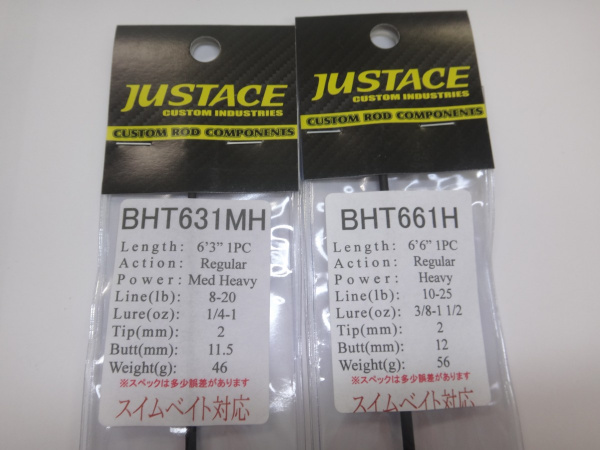 JUSTACE
CUSTOM INDUSTRIES
CUSTOM ROD COMPONENTS
BHT631MH
Length: 6'3" 1PC
Action: Regular
Power: Med Heavy
Line(lb): 8-20
Lure(oz): 1/4-1
Tip(mm): 2
Butt(mm): 11.5
Weight(g): 46
※スペックは多少誤差があります
スイムベイト対応
JUSTACE
CUSTOM INDUSTRIES
CUSTOM ROD COMPONENTS
BHT661H
Length: 6'6" 1PC
Action: Regular
Power: Heavy
Line(lb): 10-25
Lure(oz): 3/8-1 1/2
Tip(mm): 2
Butt(mm): 12
Weight(g): 56
※スペックは多少誤差があります
スイムベイト対応